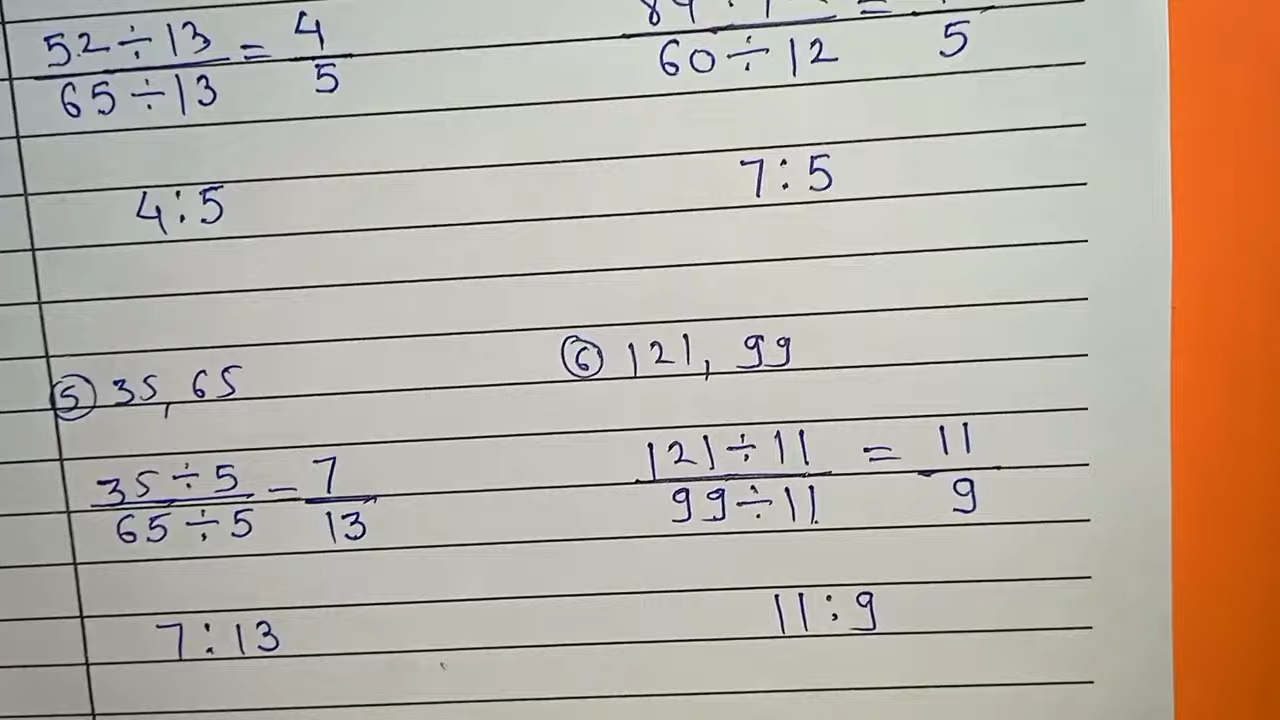 52 ÷ 13 = 4
65 ÷ 13 5
4 : 5
=
60 ÷ 12 5
7 : 5
⑤ 35, 65
35 ÷ 5 = 7
65 ÷ 5 13
7 : 13
⑥ 121, 99
121 ÷ 11 = 11
99 ÷ 11 9
11 : 9